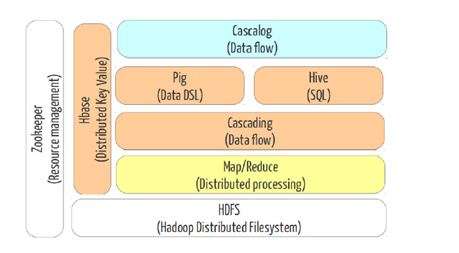 Zookeeper
(Resource management)
Hbase
(Distributed Key Value)
Cascalog
(Data flow)
Pig
(Data DSL)
Hive
(SQL)
Cascading
(Data flow)
Map/Reduce
(Distributed processing)
HDFS
(Hadoop Distributed Filesystem)